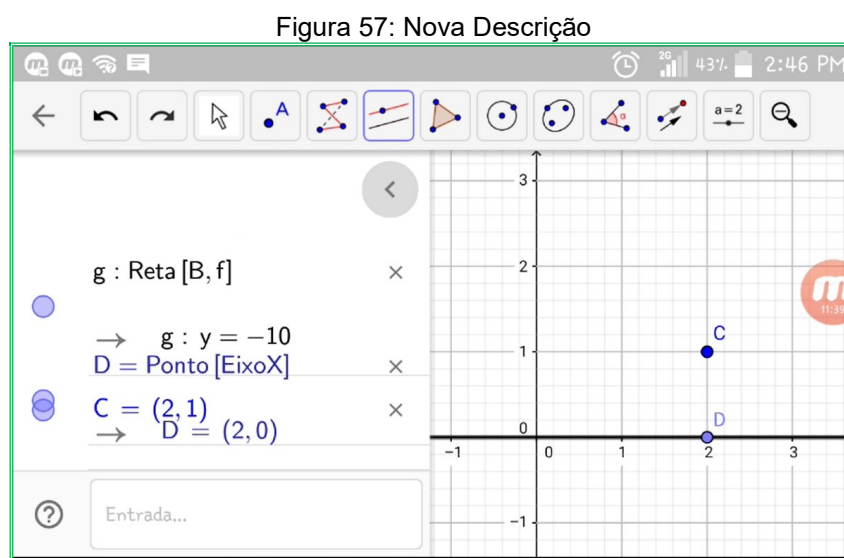 Figura 57: Nova Descrição
2G 43% 2:46 PM
A
α
a=2
g : Reta [B, f]
→ g : y = −10
D = Ponto [EixoX]
C = (2, 1)
→ D = (2, 0)
Entrada...
3
2
1
0
−1
−1
0
1
2
3
C
D
11:39